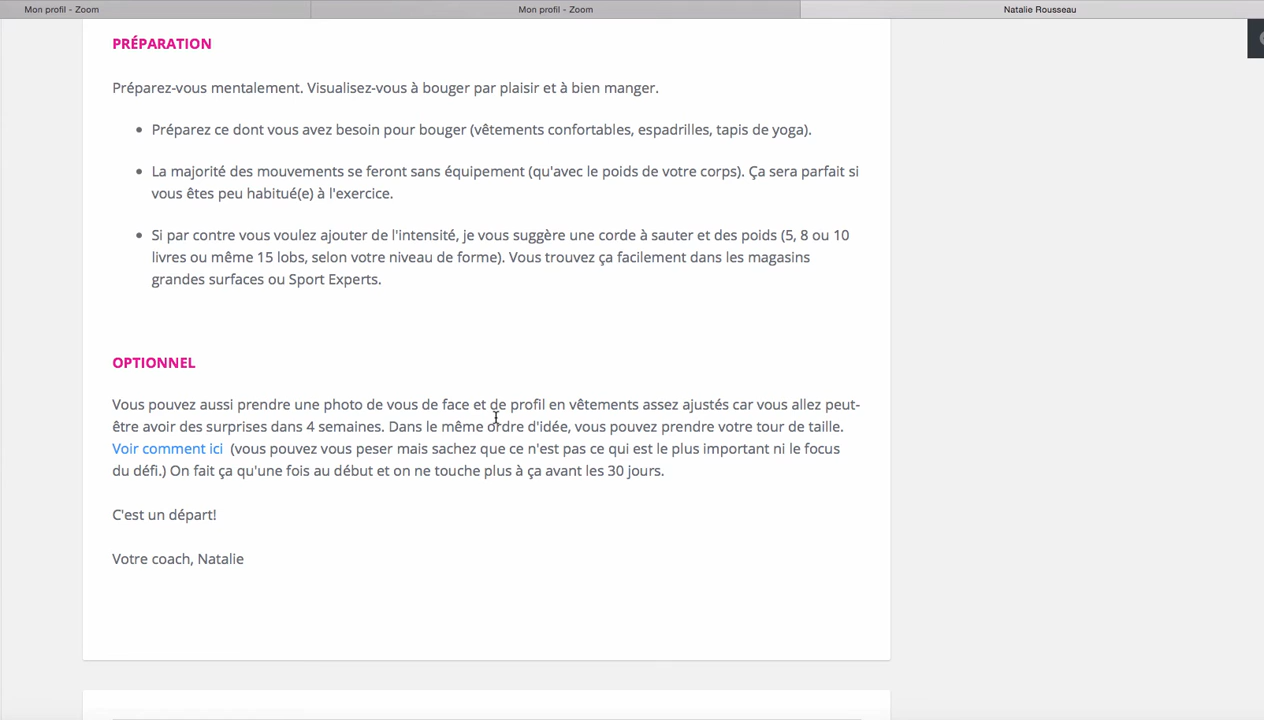 Mon profil - Zoom
Mon profil - Zoom
Natalie Rousseau
PRÉPARATION
Préparez-vous mentalement. Visualisez-vous à bouger par plaisir et à bien manger.
• Préparez ce dont vous avez besoin pour bouger (vêtements confortables, espadrilles, tapis de yoga).
• La majorité des mouvements se feront sans équipement (qu'avec le poids de votre corps). Ça sera parfait si
vous êtes peu habitué(e) à l'exercice.
• Si par contre vous voulez ajouter de l'intensité, je vous suggère une corde à sauter et des poids (5, 8 ou 10
livres ou même 15 lobs, selon votre niveau de forme). Vous trouvez ça facilement dans les magasins
grandes surfaces ou Sport Experts.
OPTIONNEL
Vous pouvez aussi prendre une photo de vous de face et de profil en vêtements assez ajustés car vous allez peut-
être avoir des surprises dans 4 semaines. Dans le même ordre d'idée, vous pouvez prendre votre tour de taille.
Voir comment ici (vous pouvez vous peser mais sachez que ce n'est pas ce qui est le plus important ni le focus
du défi.) On fait ça qu'une fois au début et on ne touche plus à ça avant les 30 jours.
C'est un départ!
Votre coach, Natalie